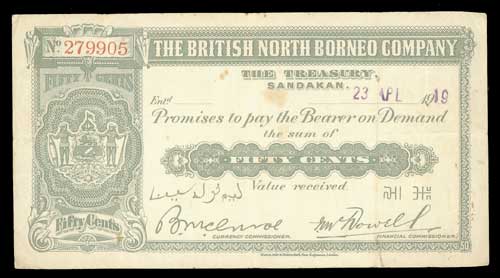 No. 279905
THE BRITISH NORTH BORNEO COMPANY
FIFTY CENTS
THE TREASURY,
SANDAKAN.
23 APL 1919
Entd
Promises to pay the Bearer on Demand
the sum of
FIFTY CENTS
Value received.
CURRENCY COMMISSIONER.
FINANCIAL COMMISSIONER.
Fifty Cents
50